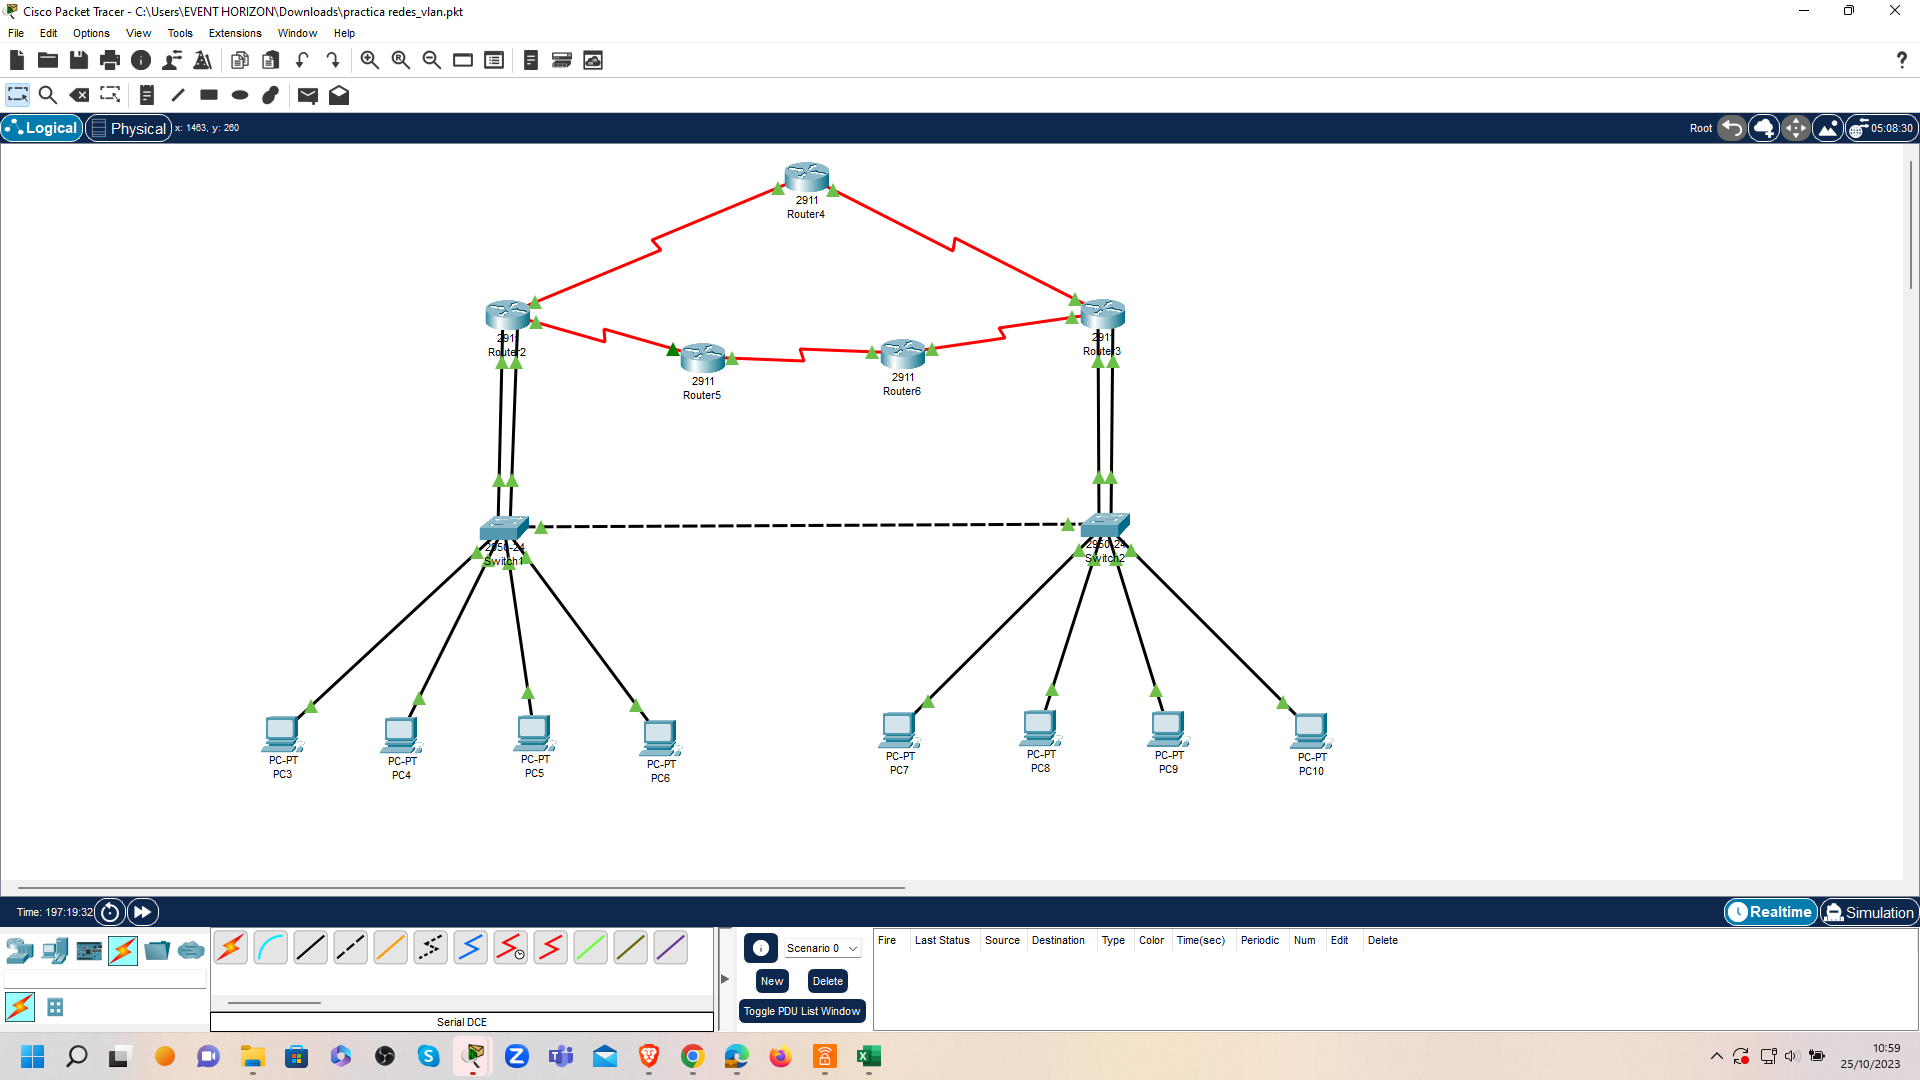 Cisco Packet Tracer - C:\Users\EVENT HORIZON\Downloads\practica redes_vlan.pkt
File Edit Options View Tools Extensions Window Help
Logical Physical x: 1463, y: 260 Root 05:08:30
2911
Router4
2911
Router2
2911
Router3
2911
Router5
2911
Router6
2950-24
Switch1
2950-24
Switch2
PC-PT
PC3
PC-PT
PC4
PC-PT
PC5
PC-PT
PC6
PC-PT
PC7
PC-PT
PC8
PC-PT
PC9
PC-PT
PC10
Time: 197:19:32 Realtime Simulation
Scenario 0
New Delete
Toggle PDU List Window
Fire Last Status Source Destination Type Color Time(sec) Periodic Num Edit Delete
Serial DCE
10:59
25/10/2023